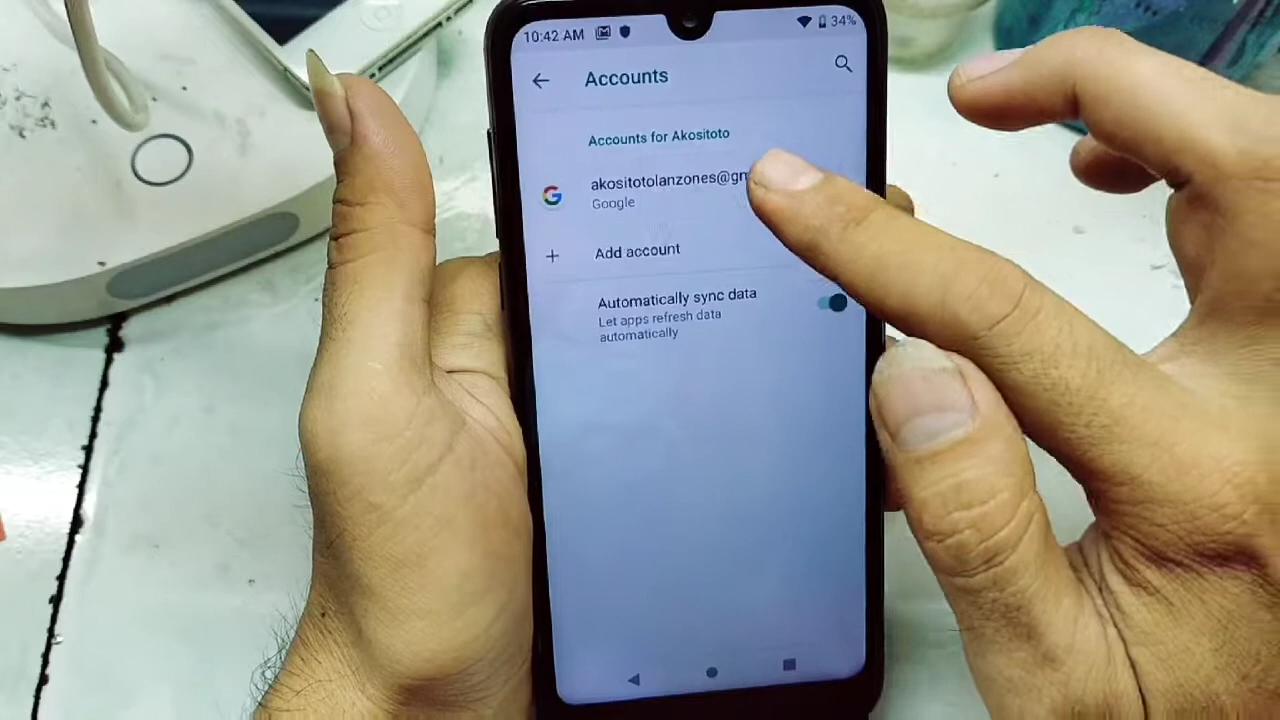 10:42 AM
34%
Accounts
Accounts for Akositoto
akositotolanzones@gm
Google
Add account
Automatically sync data
Let apps refresh data
automatically